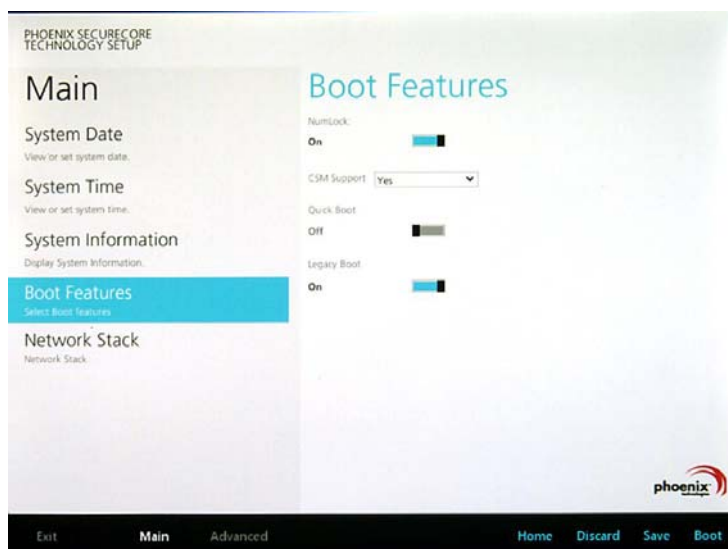 PHOENIX SECURECORE
TECHNOLOGY SETUP
Main
System Date
View or set system date.
System Time
View or set system time.
System Information
Display System Information.
Boot Features
Select Boot features
Network Stack
Network Stack
Boot Features
NumLock:
On
CSM Support Yes
Quick Boot
Off
Legacy Boot
On
phoenix
technologies
Exit Main Advanced Home Discard Save Boot